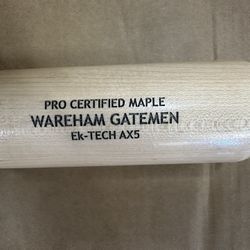 PRO CERTIFIED MAPLE
WAREHAM GATEMEN
Ek-TECH AX5